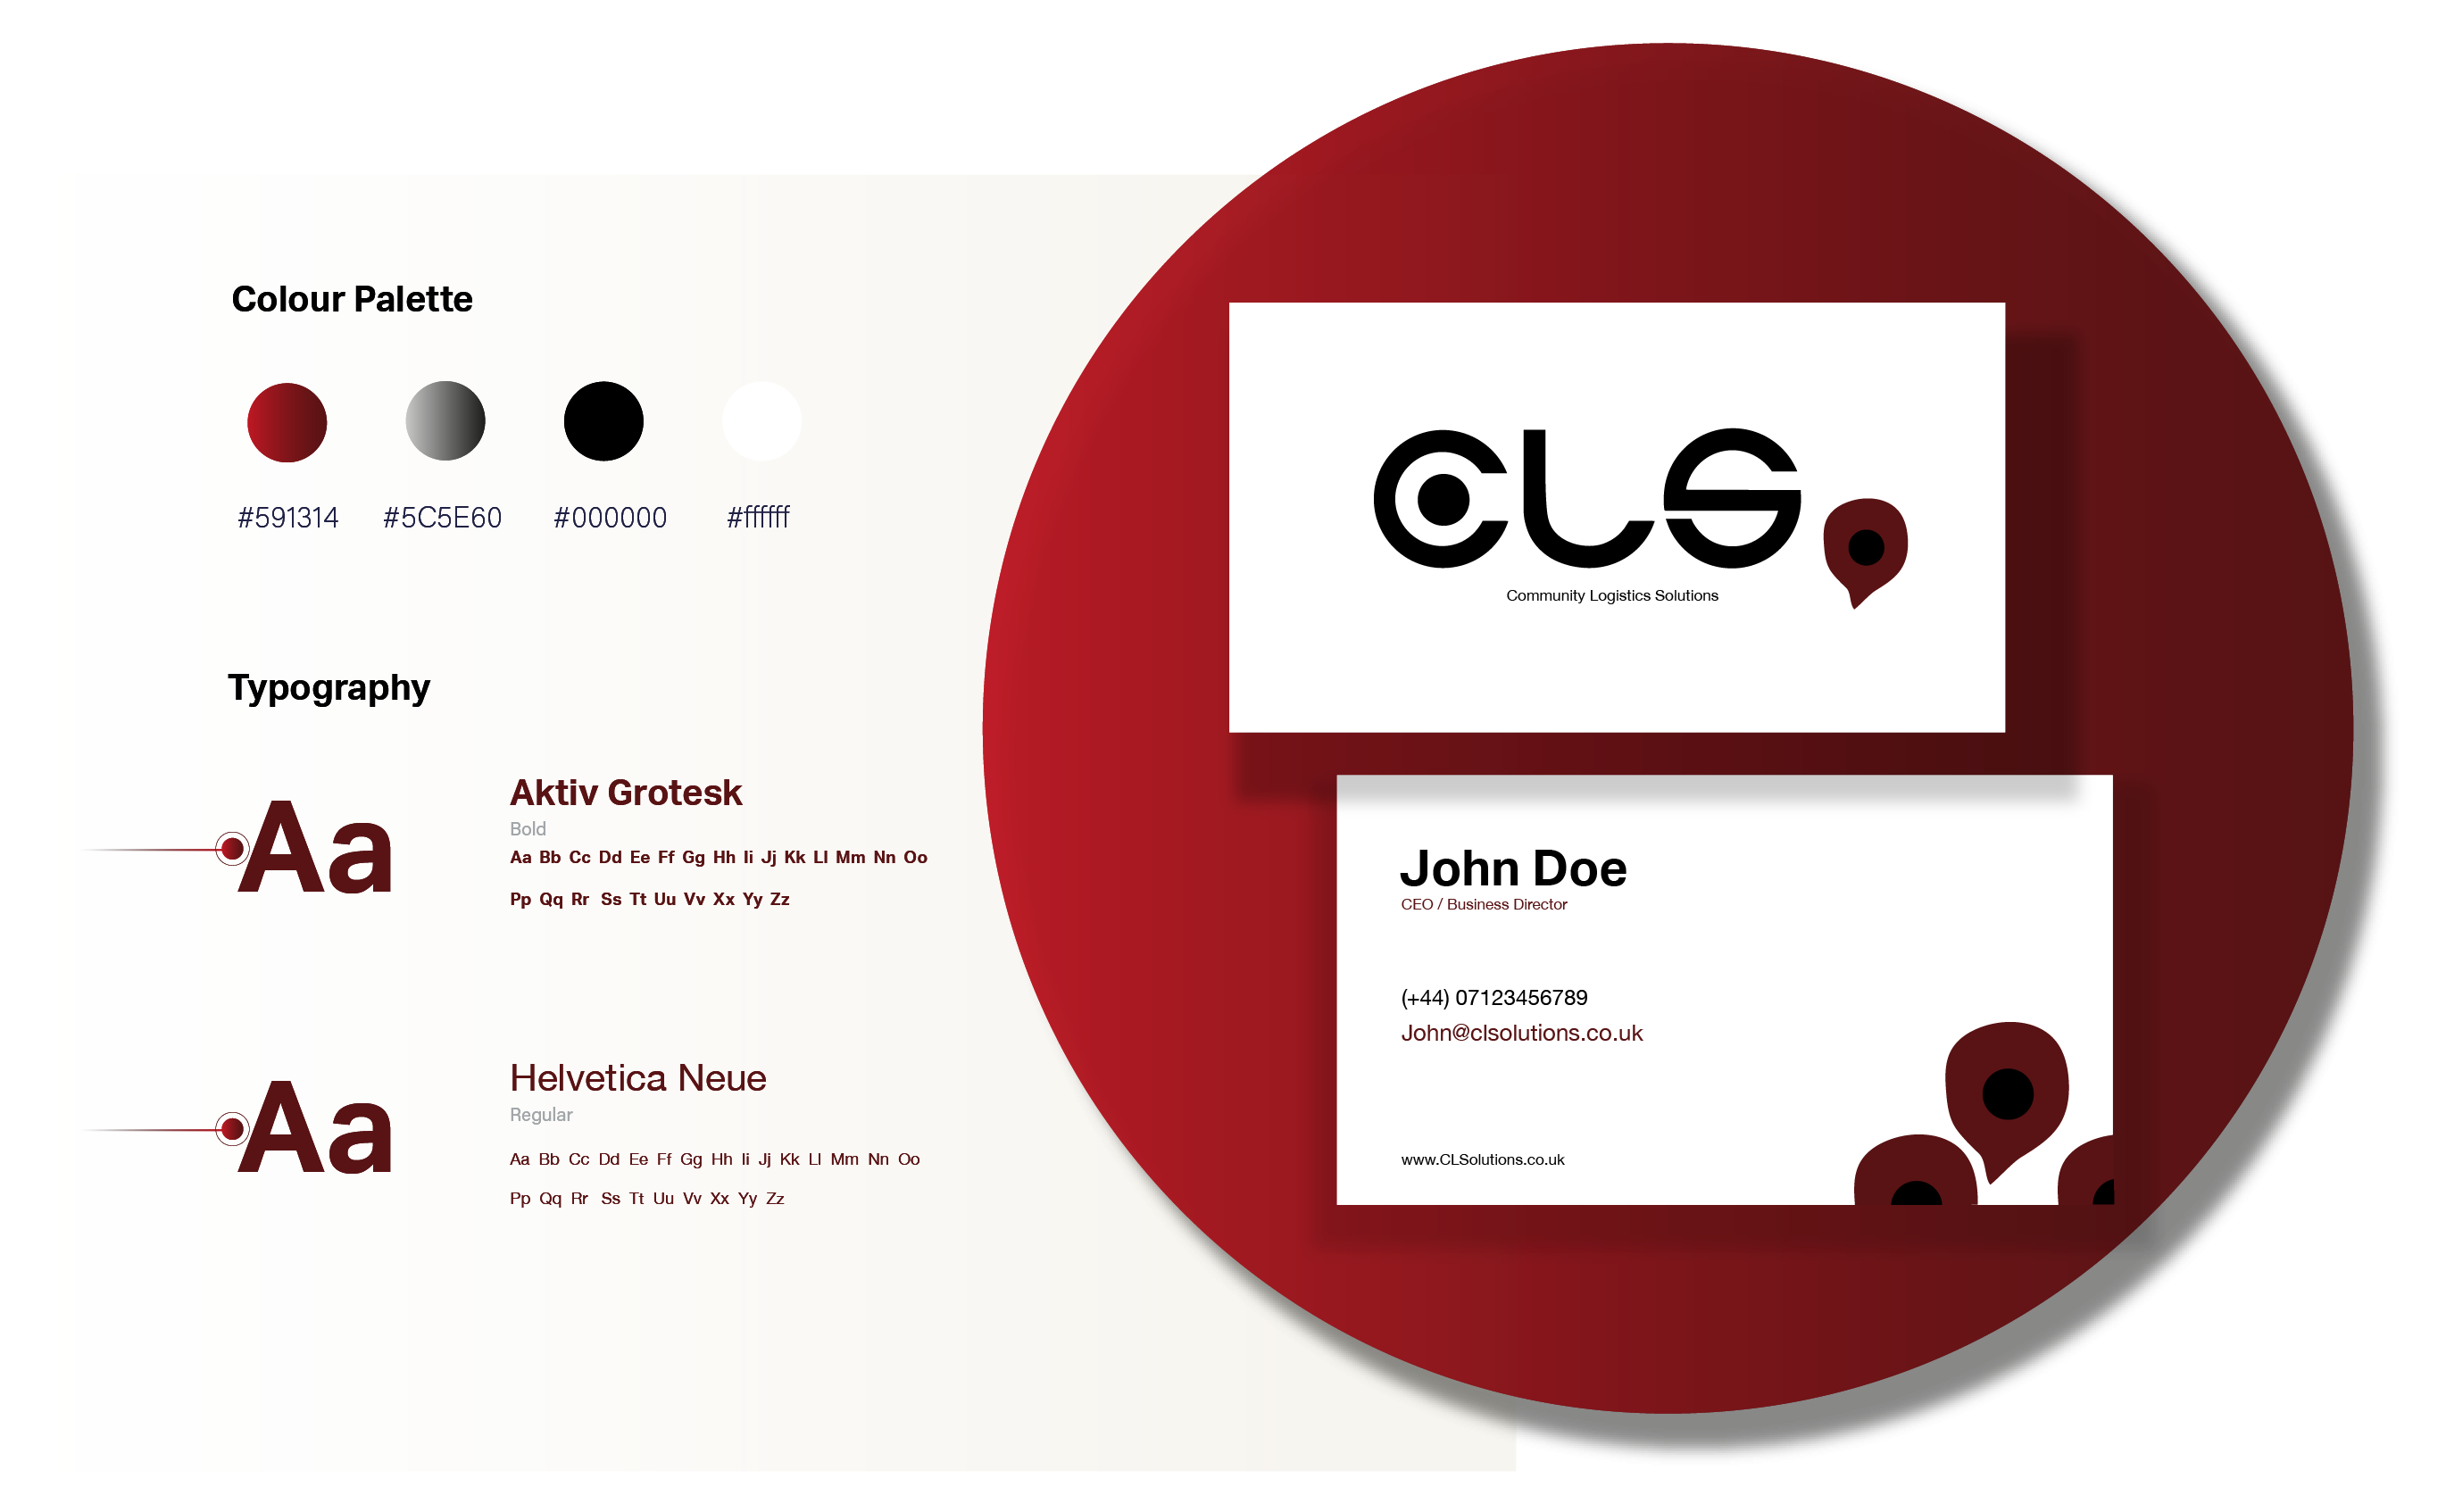 Colour Palette
#591314 #5C5E60 #000000 #ffffff
Typography
Aa
Aktiv Grotesk
Bold
Aa Bb Cc Dd Ee Ff Gg Hh Ii Jj Kk Ll Mm Nn Oo
Pp Qq Rr Ss Tt Uu Vv Xx Yy Zz
Aa
Helvetica Neue
Regular
Aa Bb Cc Dd Ee Ff Gg Hh Ii Jj Kk Ll Mm Nn Oo
Pp Qq Rr Ss Tt Uu Vv Xx Yy Zz
CLS
Community Logistics Solutions
John Doe
CEO / Business Director
(+44) 07123456789
John@clsolutions.co.uk
www.CLSolutions.co.uk